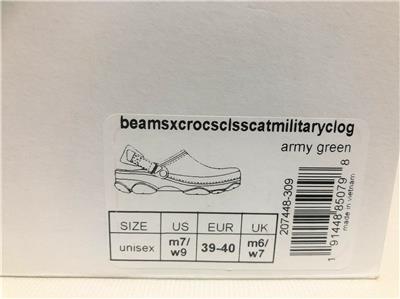 beamsxcrocsclsscatmilitaryclog
army green
207448-309
1 91448 85079 8
made in vietnam
SIZE US EUR UK
unisex m7/w9 39-40 m6/w7